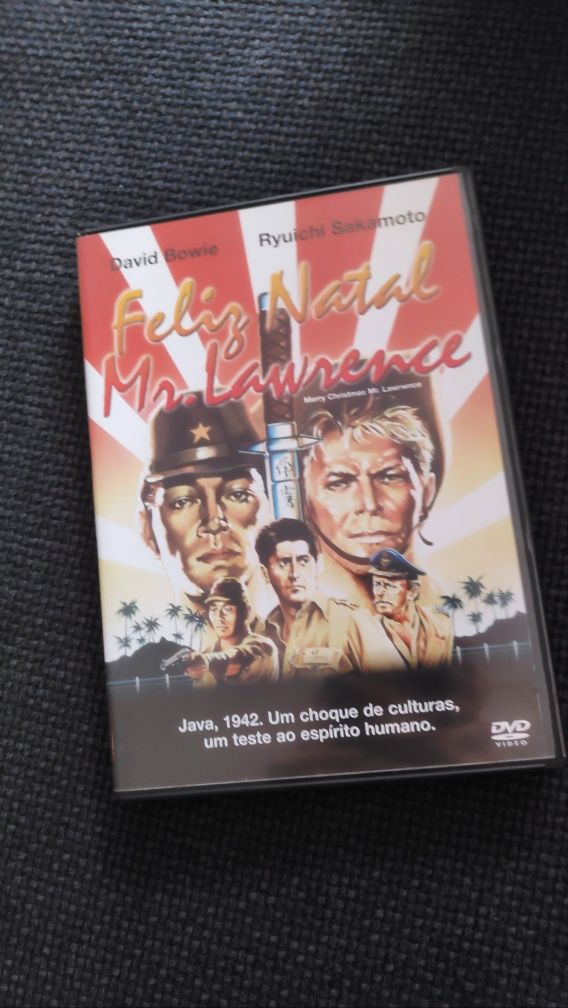 David Bowie Ryuichi Sakamoto
Feliz Natal
Mr. Lawrence
Merry Christmas Mr. Lawrence
Java, 1942. Um choque de culturas,
um teste ao espírito humano.
DVD
VIDEO